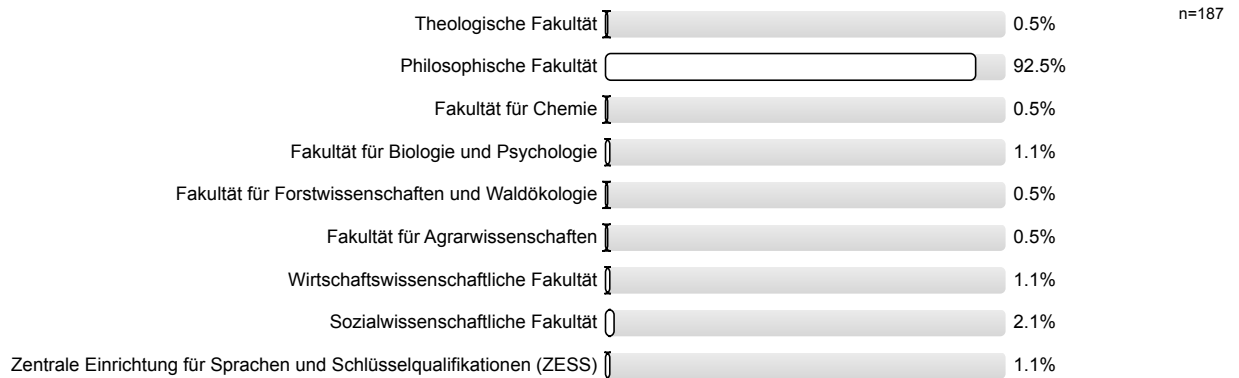 Theologische Fakultät 0.5% n=187
Philosophische Fakultät 92.5%
Fakultät für Chemie 0.5%
Fakultät für Biologie und Psychologie 1.1%
Fakultät für Forstwissenschaften und Waldökologie 0.5%
Fakultät für Agrarwissenschaften 0.5%
Wirtschaftswissenschaftliche Fakultät 1.1%
Sozialwissenschaftliche Fakultät 2.1%
Zentrale Einrichtung für Sprachen und Schlüsselqualifikationen (ZESS) 1.1%